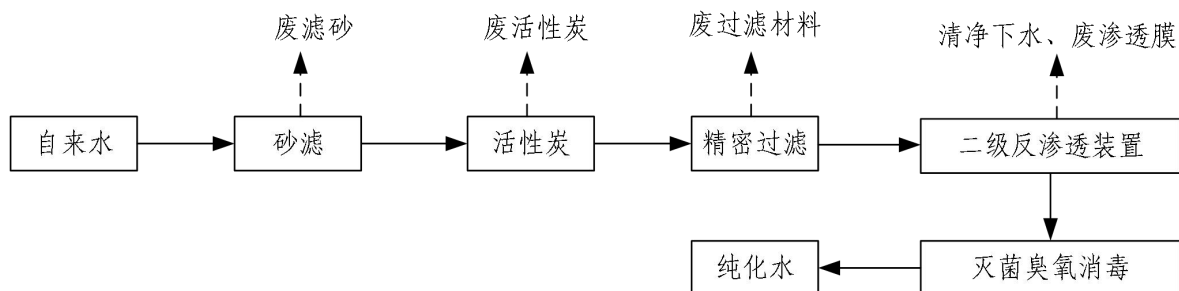 废滤砂
废活性炭
废过滤材料
清净下水、废渗透膜
自来水
砂滤
活性炭
精密过滤
二级反渗透装置
纯化水
灭菌臭氧消毒